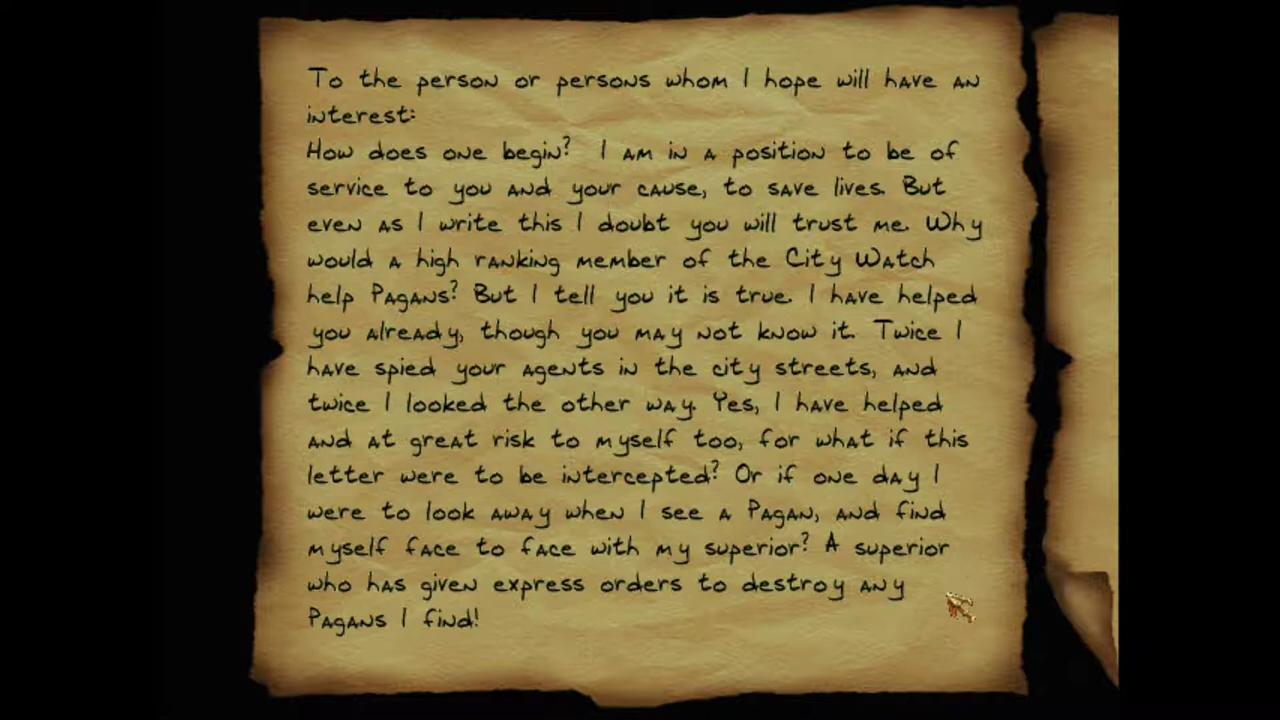 To the person or persons whom I hope will have an
interest:
How does one begin? I am in a position to be of
service to you and your cause, to save lives. But
even as I write this I doubt you will trust me. Why
would a high ranking member of the City Watch
help Pagans? But I tell you it is true. I have helped
you already, though you may not know it. Twice I
have spied your agents in the city streets, and
twice I looked the other way. Yes, I have helped
and at great risk to myself too, for what if this
letter were to be intercepted? Or if one day I
were to look away when I see a Pagan, and find
myself face to face with my superior? A superior
who has given express orders to destroy any
Pagans I find!